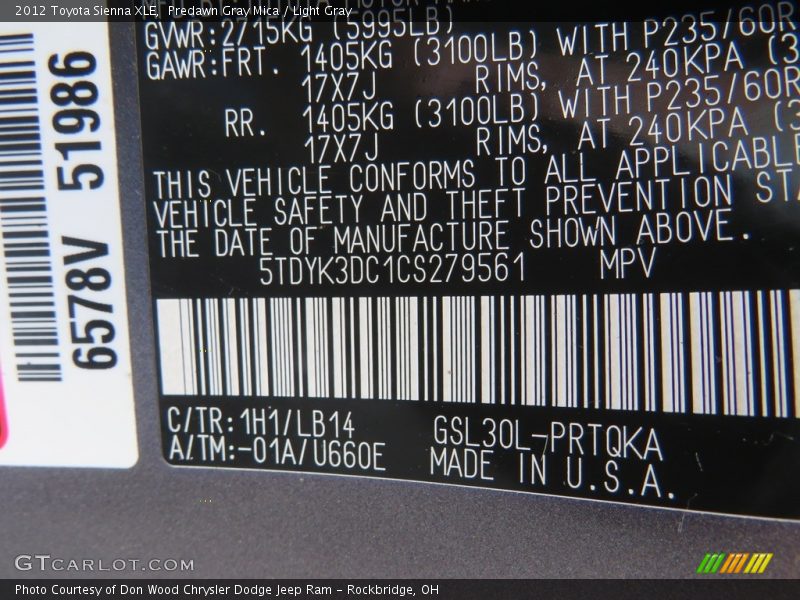 2012 Toyota Sienna XLE, Predawn Gray Mica / Light Gray
GVWR:2715KG (5995LB)
GAWR:FRT. 1405KG (3100LB) WITH P235/60R
17X7J RIMS, AT 240KPA (3
RR. 1405KG (3100LB) WITH P235/60R
17X7J RIMS, AT 240KPA (3
THIS VEHICLE CONFORMS TO ALL APPLICABLE
VEHICLE SAFETY AND THEFT PREVENTION STA
THE DATE OF MANUFACTURE SHOWN ABOVE.
5TDYK3DC1CS279561 MPV
C/TR:1H1/LB14 GSL30L-PRTQKA
A/TM:-01A/U660E MADE IN U.S.A.
6578V 51986
GTCARLOT.COM
Photo Courtesy of Don Wood Chrysler Dodge Jeep Ram - Rockbridge, OH